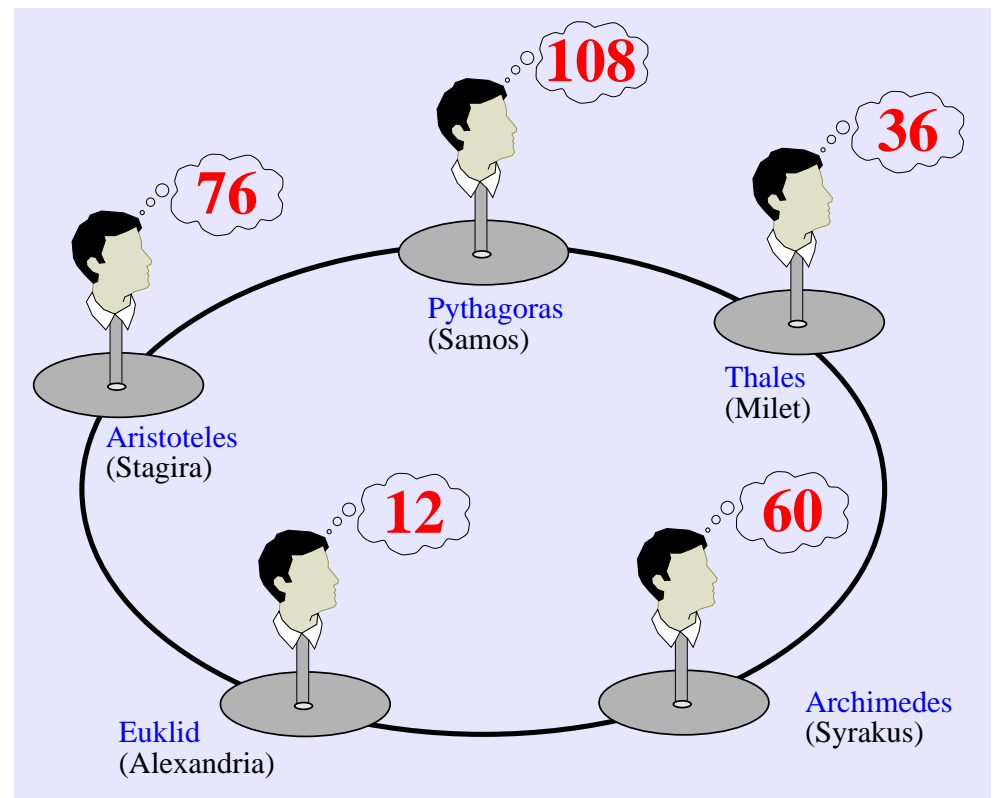 108
36
76
Pythagoras
(Samos)
Thales
(Milet)
Aristoteles
(Stagira)
12
60
Euklid
(Alexandria)
Archimedes
(Syrakus)